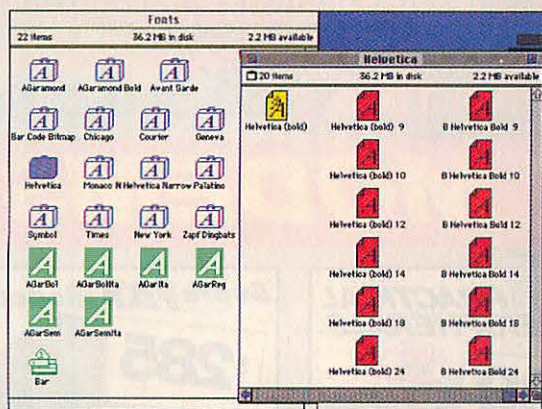 Fonts
22 items 36.2 MB in disk 2.2 MB available
AGaramond AGaramond Bold Avant Garde
Bar Code Bitmap Chicago Courier Geneva
Helvetica Monaco N Helvetica Narrow Palatino
Symbol Times New York Zapf Dingbats
AGarBol AGarBolIta AGarIta AGarReg
AGarSem AGarSemIta
Bar
Helvetica
20 items 36.2 MB in disk 2.2 MB available
Helvetica (bold) Helvetica (bold) 9 B Helvetica Bold 9
Helvetica (bold) 10 B Helvetica Bold 10
Helvetica (bold) 12 B Helvetica Bold 12
Helvetica (bold) 14 B Helvetica Bold 14
Helvetica (bold) 18 B Helvetica Bold 18
Helvetica (bold) 24 B Helvetica Bold 24